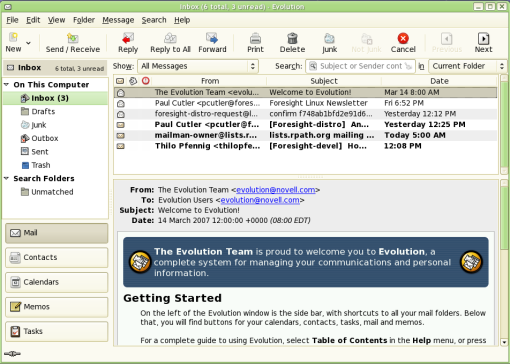 Inbox (6 total, 3 unread) - Evolution
File Edit View Folder Message Search Help
New Send / Receive Reply Reply to All Forward Print Delete Junk Not Junk Cancel Previous Next
Inbox 6 total, 3 unread
Show: All Messages Search: Subject or Sender contains in Current Folder
On This Computer
Inbox (3)
Drafts
Junk
Outbox
Sent
Trash
Search Folders
Unmatched
From Subject Date
The Evolution Team <evolu... Welcome to Evolution! Mar 14 8:00 AM
Paul Cutler <pcutler@fores... Foresight Linux Newsletter Fri 6:52 PM
foresight-distro-request@l... confirm f748ab1bfd2e91d6... Yesterday 12:12 PM
Paul Cutler <pcutler@f... [Foresight-distro] An... Yesterday 12:25 PM
mailman-owner@lists.r... lists.rpath.org mailing ... Today 5:00 AM
Thilo Pfennig <thilopfe... [Foresight-devel] Ho... 12:08 PM
From: The Evolution Team <evolution@novell.com>
To: Evolution Users <evolution@novell.com>
Subject: Welcome to Evolution!
Date: 14 March 2007 12:00:00 +0000 (08:00 EDT)
The Evolution Team is proud to welcome you to Evolution, a
complete system for managing your communications and personal
information.
Getting Started
On the left of the Evolution window is the side bar, with shortcuts to all your mail folders. Below
that, you will find buttons for your calendars, contacts, tasks, mail and memos.
For a complete guide to using Evolution, select Table of Contents in the Help menu, or press
Mail
Contacts
Calendars
Memos
Tasks